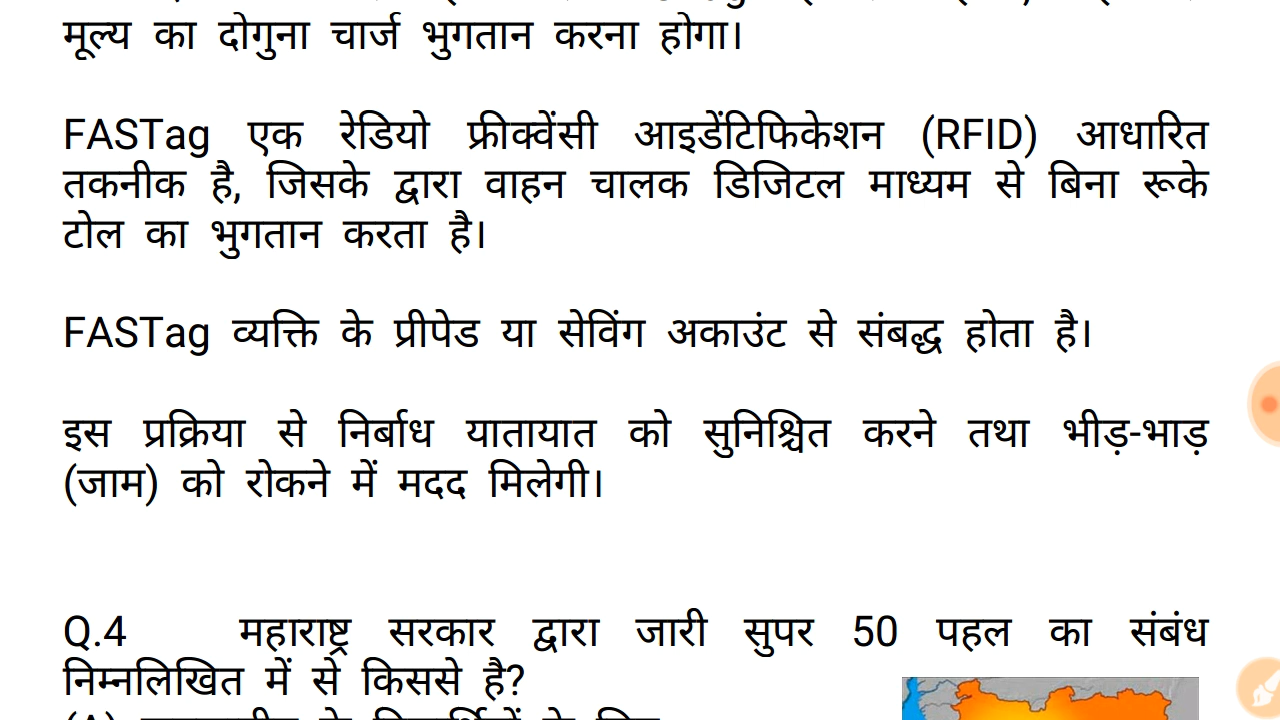 मूल्य का दोगुना चार्ज भुगतान करना होगा।
FASTag एक रेडियो फ्रीक्वेंसी आइडेंटिफिकेशन (RFID) आधारित
तकनीक है, जिसके द्वारा वाहन चालक डिजिटल माध्यम से बिना रूके
टोल का भुगतान करता है।
FASTag व्यक्ति के प्रीपेड या सेविंग अकाउंट से संबद्ध होता है।
इस प्रक्रिया से निर्बाध यातायात को सुनिश्चित करने तथा भीड़-भाड़
(जाम) को रोकने में मदद मिलेगी।
Q.4 महाराष्ट्र सरकार द्वारा जारी सुपर 50 पहल का संबंध
निम्नलिखित में से किससे है?